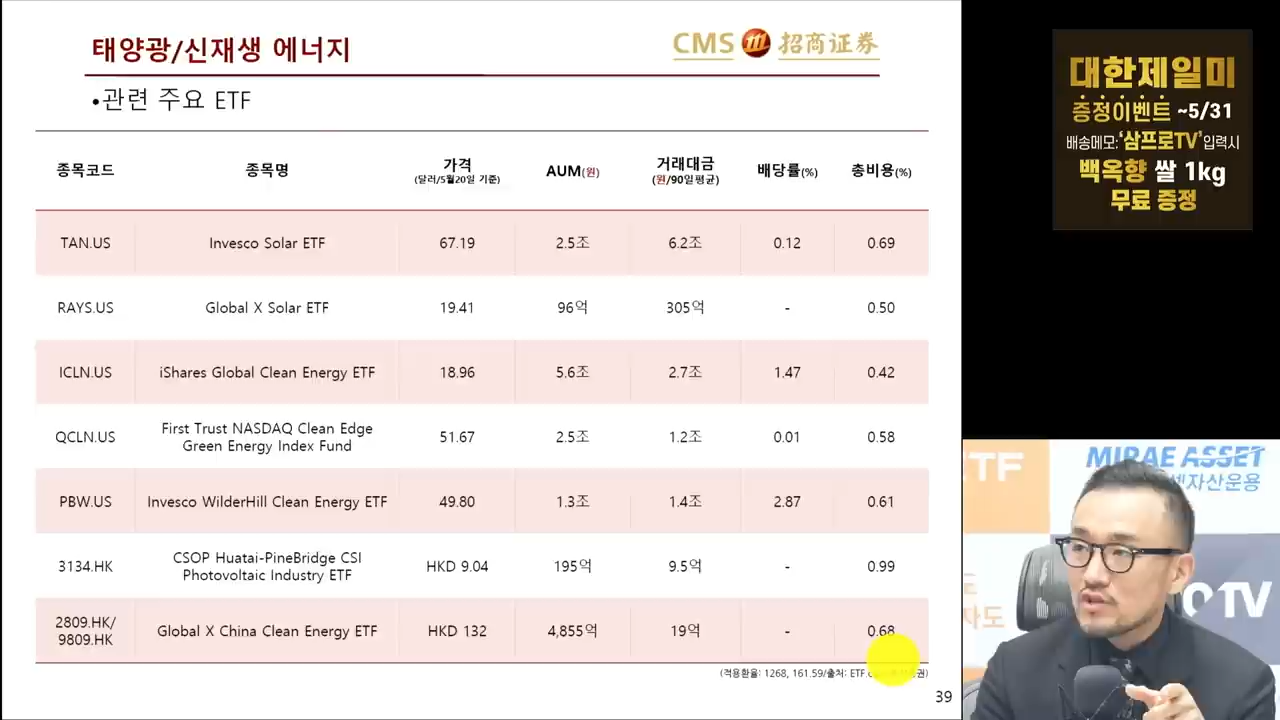 태양광/신재생 에너지
CMS 招商证券
•관련 주요 ETF
종목코드 종목명 가격 (달러/5월20일 기준) AUM(원) 거래대금 (원/90일평균) 배당률(%) 총비용(%)
TAN.US Invesco Solar ETF 67.19 2.5조 6.2조 0.12 0.69
RAYS.US Global X Solar ETF 19.41 96억 305억 - 0.50
ICLN.US iShares Global Clean Energy ETF 18.96 5.6조 2.7조 1.47 0.42
QCLN.US First Trust NASDAQ Clean Edge
Green Energy Index Fund 51.67 2.5조 1.2조 0.01 0.58
PBW.US Invesco WilderHill Clean Energy ETF 49.80 1.3조 1.4조 2.87 0.61
3134.HK CSOP Huatai-PineBridge CSI
Photovoltaic Industry ETF HKD 9.04 195억 9.5억 - 0.99
2809.HK/
9809.HK Global X China Clean Energy ETF HKD 132 4,855억 19억 - 0.68
(적용환율: 1268, 161.59/출처: ETF.
39
대한제일미
증정이벤트 ~5/31
배송메모:'삼프로TV'입력시
백옥향 쌀 1kg
무료 증정
ETF
MIRAE ASSET
자산운용
TV